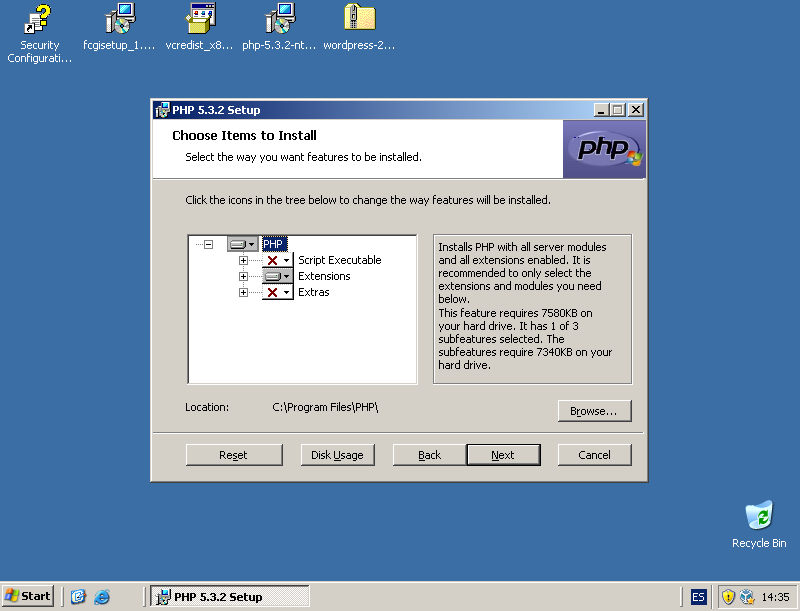 Security
Configurati...
fcgisetup_1....
vcredist_x8...
php-5.3.2-nt...
wordpress-2...
PHP 5.3.2 Setup
Choose Items to Install
Select the way you want features to be installed.
php
Click the icons in the tree below to change the way features will be installed.
PHP
Script Executable
Extensions
Extras
Installs PHP with all server modules
and all extensions enabled. It is
recommended to only select the
extensions and modules you need
below.
This feature requires 7580KB on
your hard drive. It has 1 of 3
subfeatures selected. The
subfeatures require 7340KB on your
hard drive.
Location: C:\Program Files\PHP\
Browse...
Reset Disk Usage Back Next Cancel
Recycle Bin
Start PHP 5.3.2 Setup ES 14:35